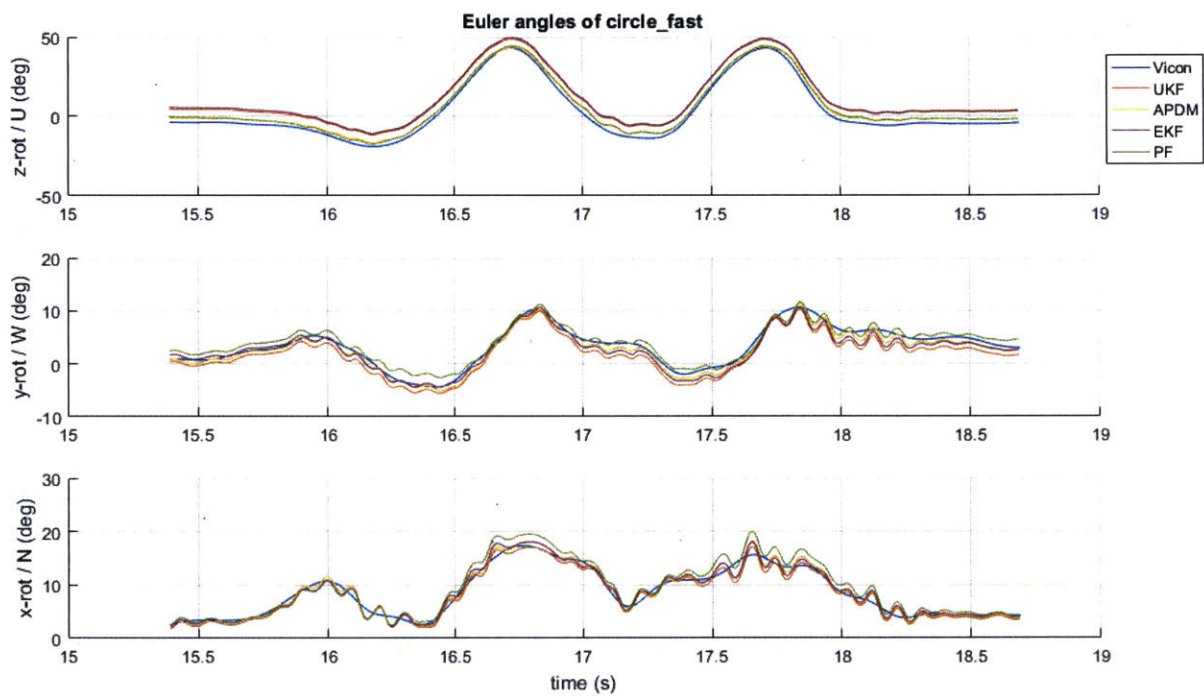 Euler angles of circle_fast
z-rot / U (deg)
50
0
-50
15 15.5 16 16.5 17 17.5 18 18.5 19
Vicon
UKF
APDM
EKF
PF
y-rot / W (deg)
20
10
0
-10
15 15.5 16 16.5 17 17.5 18 18.5 19
x-rot / N (deg)
30
20
10
0
15 15.5 16 16.5 17 17.5 18 18.5 19
time (s)